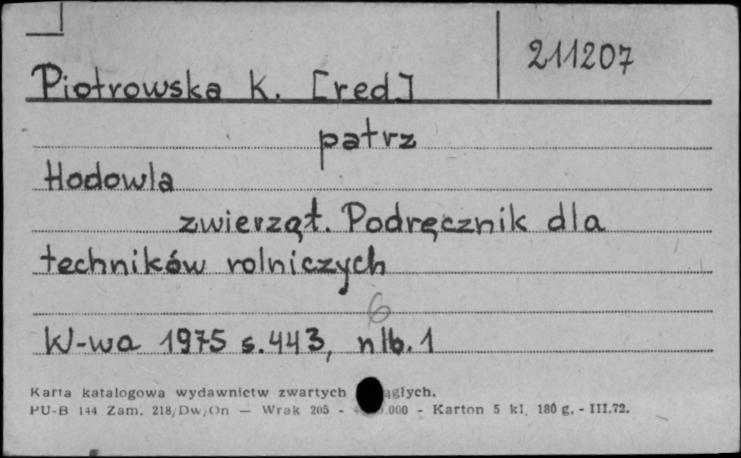 211207
Piotrowska K. [red]
patrz
Hodowla
zwierząt. Podręcznik dla
techników rolniczych
6
W-wa 1975 s.443, nlb.1
Karta katalogowa wydawnictw zwartych
PU-B 144 Zam. 218/Dw/On — Wrak 205 - 000 - Karton 5 kl. 180 g. - III.72.